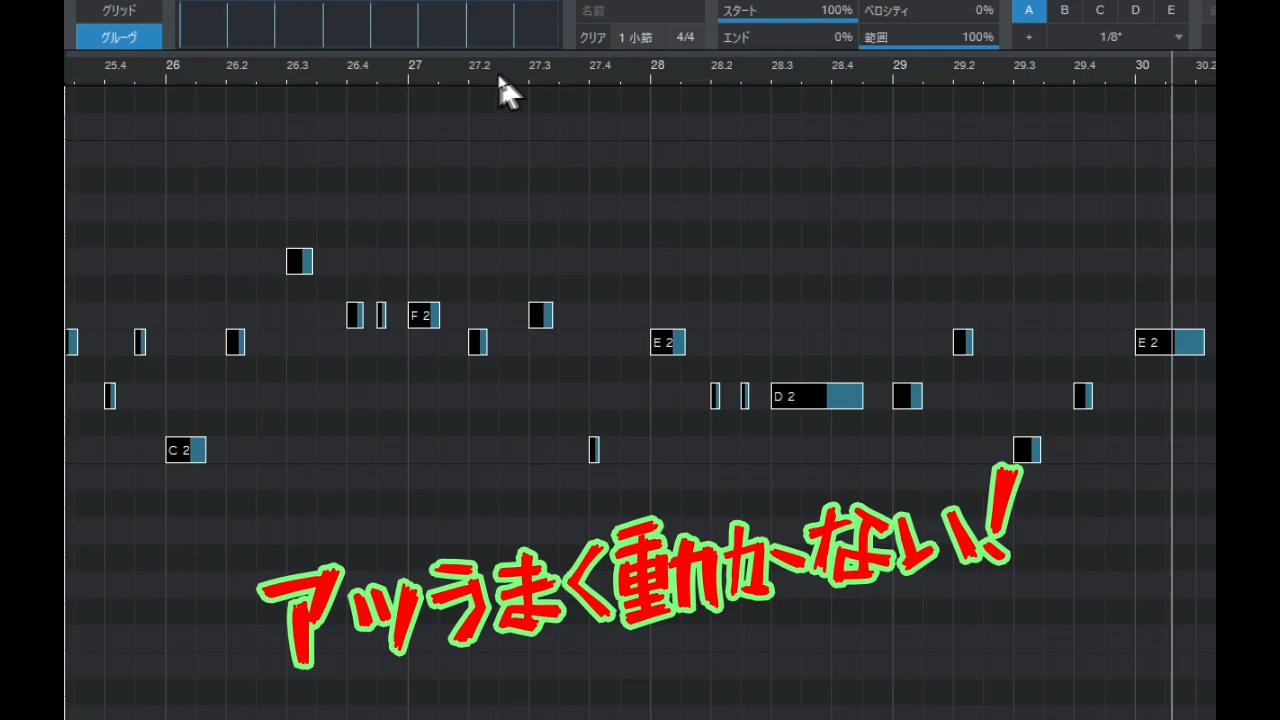 グリッド 名前 スタート 100% ベロシティ 0% A B C D E
グルーヴ クリア 1 小節 4/4 エンド 0% 範囲 100% + 1/8*
25.4 26 26.2 26.3 26.4 27 27.2 27.3 27.4 28 28.2 28.3 28.4 29 29.2 29.3 29.4 30 30.2
F 2
E 2 E 2
D 2
C 2
アッうまく動かない!